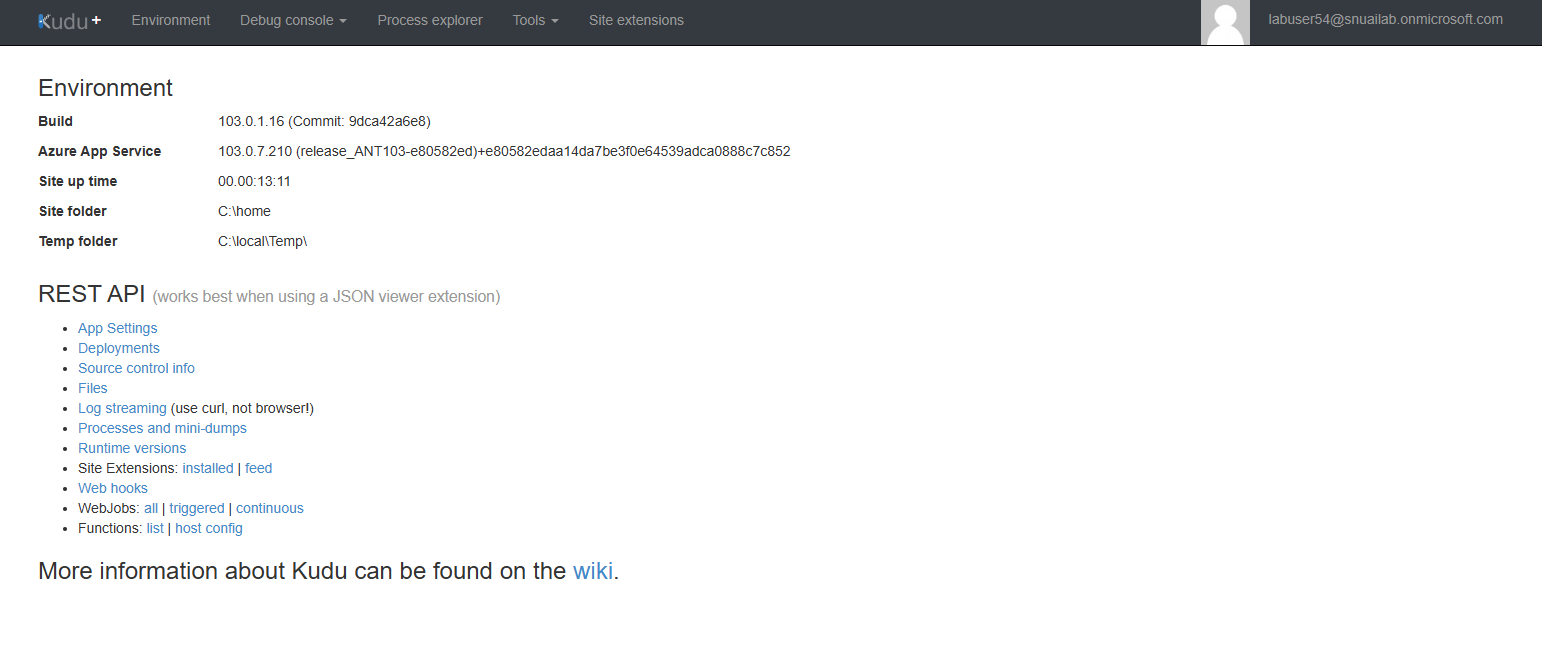 Kudu+ Environment Debug console Process explorer Tools Site extensions labuser54@snuailab.onmicrosoft.com
Environment
Build 103.0.1.16 (Commit: 9dca42a6e8)
Azure App Service 103.0.7.210 (release_ANT103-e80582ed)+e80582edaa14da7be3f0e64539adca0888c7c852
Site up time 00.00:13:11
Site folder C:\home
Temp folder C:\local\Temp\
REST API (works best when using a JSON viewer extension)
• App Settings
• Deployments
• Source control info
• Files
• Log streaming (use curl, not browser!)
• Processes and mini-dumps
• Runtime versions
• Site Extensions: installed | feed
• Web hooks
• WebJobs: all | triggered | continuous
• Functions: list | host config
More information about Kudu can be found on the wiki.